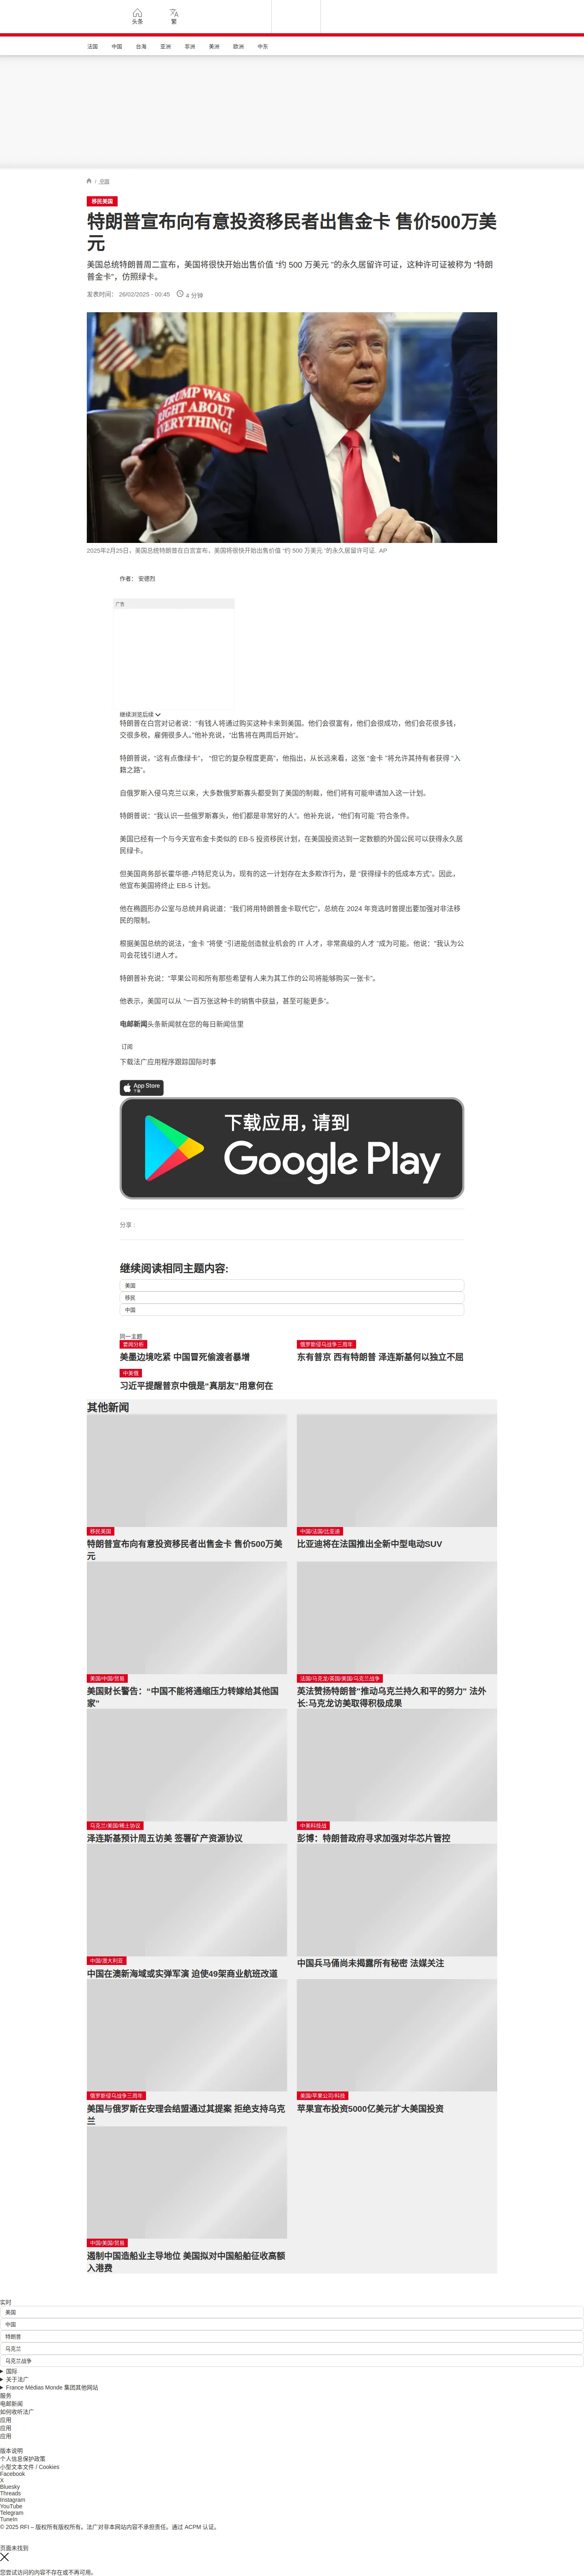 头条
繁
法国
中国
台海
亚洲
非洲
美洲
欧洲
中东
/ 中国
移民美国
特朗普宣布向有意投资移民者出售金卡 售价500万美
元
美国总统特朗普周二宣布，美国将很快开始出售价值 “约 500 万美元 ”的永久居留许可证，这种许可证被称为 “特朗
普金卡”，仿照绿卡。
发表时间： 26/02/2025 - 00:45
4 分钟
TRUMP WAS
RIGHT ABOUT
EVERYTHING!
2025年2月25日，美国总统特朗普在白宫宣布，美国将很快开始出售价值 “约 500 万美元 ”的永久居留许可证. AP
作者： 安德烈
广告
继续浏览后续
特朗普在白宫对记者说：“有钱人将通过购买这种卡来到美国。他们会很富有，他们会很成功，他们会花很多钱，
交很多税，雇佣很多人。”他补充说，“出售将在两周后开始”。
特朗普说，“这有点像绿卡”， “但它的复杂程度更高”，他指出，从长远来看，这张 “金卡 ”将允许其持有者获得 “入
籍之路”。
自俄罗斯入侵乌克兰以来，大多数俄罗斯寡头都受到了美国的制裁，他们将有可能申请加入这一计划。
特朗普说：“我认识一些俄罗斯寡头，他们都是非常好的人”。他补充说，“他们有可能 ”符合条件。
美国已经有一个与今天宣布金卡类似的 EB-5 投资移民计划，在美国投资达到一定数额的外国公民可以获得永久居
民绿卡。
但美国商务部长霍华德-卢特尼克认为，现有的这一计划存在太多欺诈行为，是 “获得绿卡的低成本方式”。因此，
他宣布美国将终止 EB-5 计划。
他在椭圆形办公室与总统并肩说道：“我们将用特朗普金卡取代它”。总统在 2024 年竞选时曾提出要加强对非法移
民的限制。
根据美国总统的说法，“金卡 ”将使 “引进能创造就业机会的 IT 人才，非常高级的人才 ”成为可能。他说：“我认为公
司会花钱引进人才。
特朗普补充说：“苹果公司和所有那些希望有人来为其工作的公司将能够购买一张卡”。
他表示，美国可以从 “一百万张这种卡的销售中获益，甚至可能更多”。
电邮新闻头条新闻就在您的每日新闻信里
订阅
下载法广应用程序跟踪国际时事
App Store
下载
下载应用，请到
Google Play
分享 :
继续阅读相同主题内容:
美国
移民
中国
同一主题
要闻分析
美墨边境吃紧 中国冒死偷渡者暴增
俄罗斯侵乌战争三周年
东有普京 西有特朗普 泽连斯基何以独立不屈
中美俄
习近平提醒普京中俄是“真朋友”用意何在
其他新闻
移民美国
特朗普宣布向有意投资移民者出售金卡 售价500万美
元
中国/法国/比亚迪
比亚迪将在法国推出全新中型电动SUV
美国/中国/贸易
美国财长警告：“中国不能将通缩压力转嫁给其他国
家”
法国/马克龙/英国/美国/乌克兰战争
英法赞扬特朗普"推动乌克兰持久和平的努力" 法外
长:马克龙访美取得积极成果
乌克兰/美国/稀土协议
泽连斯基预计周五访美 签署矿产资源协议
中美科技战
彭博：特朗普政府寻求加强对华芯片管控
中国/澳大利亚
中国在澳新海域或实弹军演 迫使49架商业航班改道
中国兵马俑尚未揭露所有秘密 法媒关注
俄罗斯侵乌战争三周年
美国与俄罗斯在安理会结盟通过其提案 拒绝支持乌克
兰
美国/苹果公司/科技
苹果宣布投资5000亿美元扩大美国投资
中国/美国/贸易
遏制中国造船业主导地位 美国拟对中国船舶征收高额
入港费
实时
美国
中国
特朗普
乌克兰
乌克兰战争
国际
关于法广
France Médias Monde 集团其他网站
服务
电邮新闻
如何收听法广
应用
应用
应用
版本说明
个人信息保护政策
小型文本文件 / Cookies
Facebook
X
Bluesky
Threads
Instagram
YouTube
Telegram
TuneIn
© 2025 RFI – 版权所有版权所有。法广对非本网站内容不承担责任。通过 ACPM 认证。
页面未找到
您尝试访问的内容不存在或不再可用。